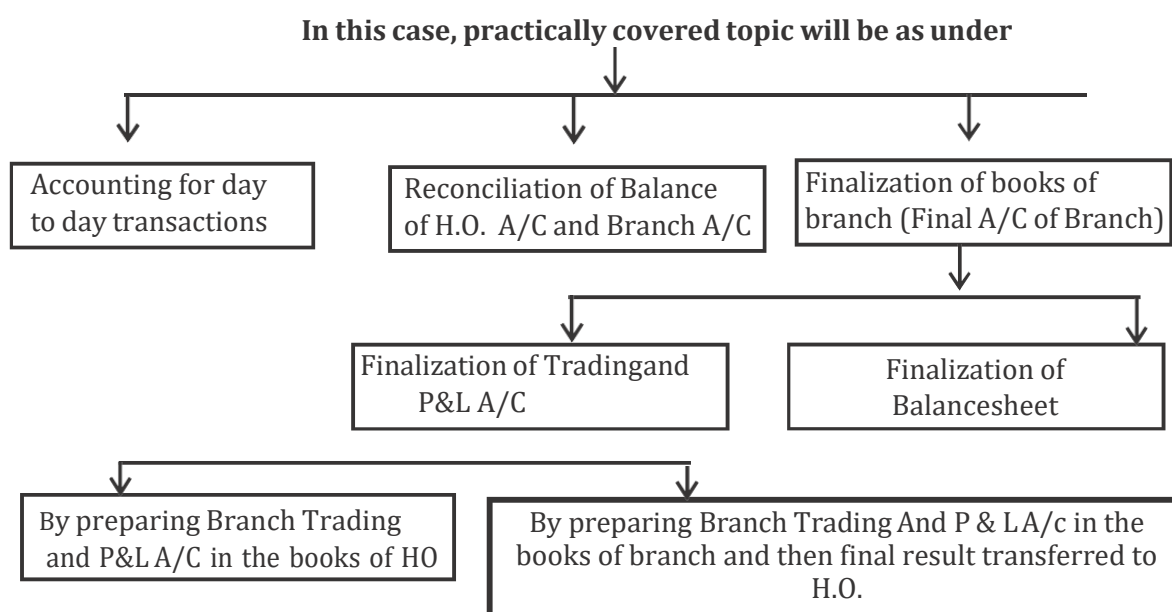 In this case, practically covered topic will be as under
Accounting for day
to day transactions
Reconciliation of Balance
of H.O. A/C and Branch A/C
Finalization of books of
branch (Final A/C of Branch)
Finalization of Tradingand
P&L A/C
Finalization of
Balancesheet
By preparing Branch Trading
and P&L A/C in the books of HO
By preparing Branch Trading And P & L A/c in the
books of branch and then final result transferred to
H.O.